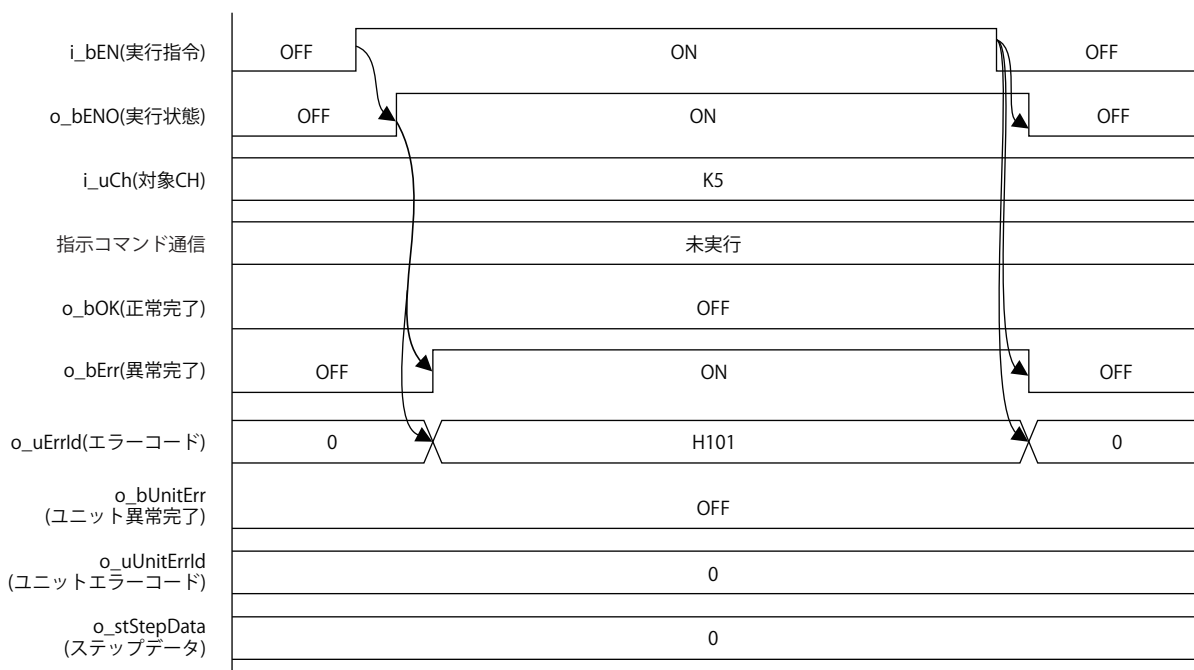 i_bEN(実行指令)
OFF
ON
OFF
o_bENO(実行状態)
OFF
ON
OFF
i_uCh(対象CH)
K5
指示コマンド通信
未実行
o_bOK(正常完了)
OFF
o_bErr(異常完了)
OFF
ON
OFF
o_uErrId(エラーコード)
0
H101
0
o_bUnitErr
(ユニット異常完了)
OFF
o_uUnitErrId
(ユニットエラーコード)
0
o_stStepData
(ステップデータ)
0